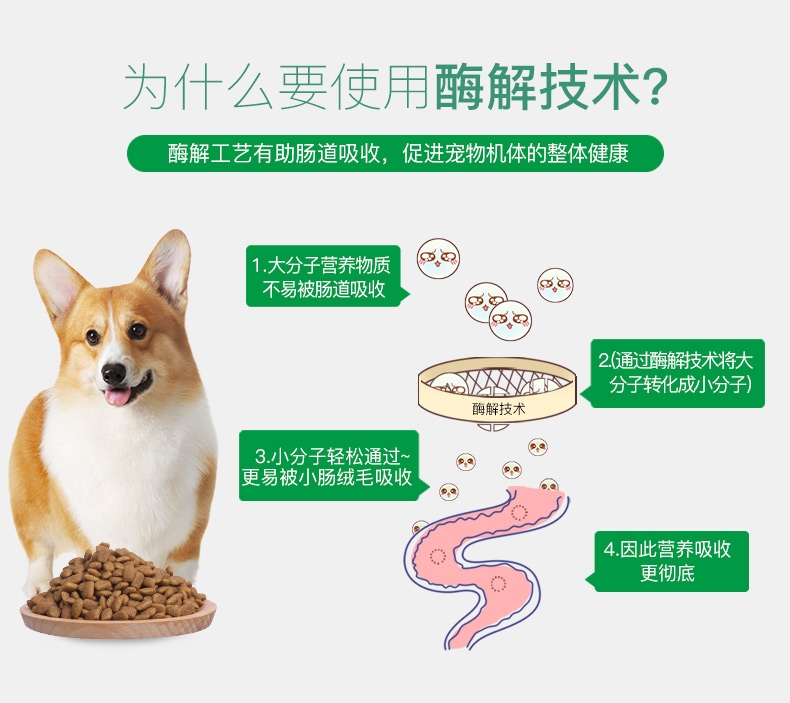 为什么要使用酶解技术?
酶解工艺有助肠道吸收，促进宠物机体的整体健康
1.大分子营养物质
不易被肠道吸收
2.(通过酶解技术将大
分子转化成小分子)
酶解技术
3.小分子轻松通过~
更易被小肠绒毛吸收
4.因此营养吸收
更彻底